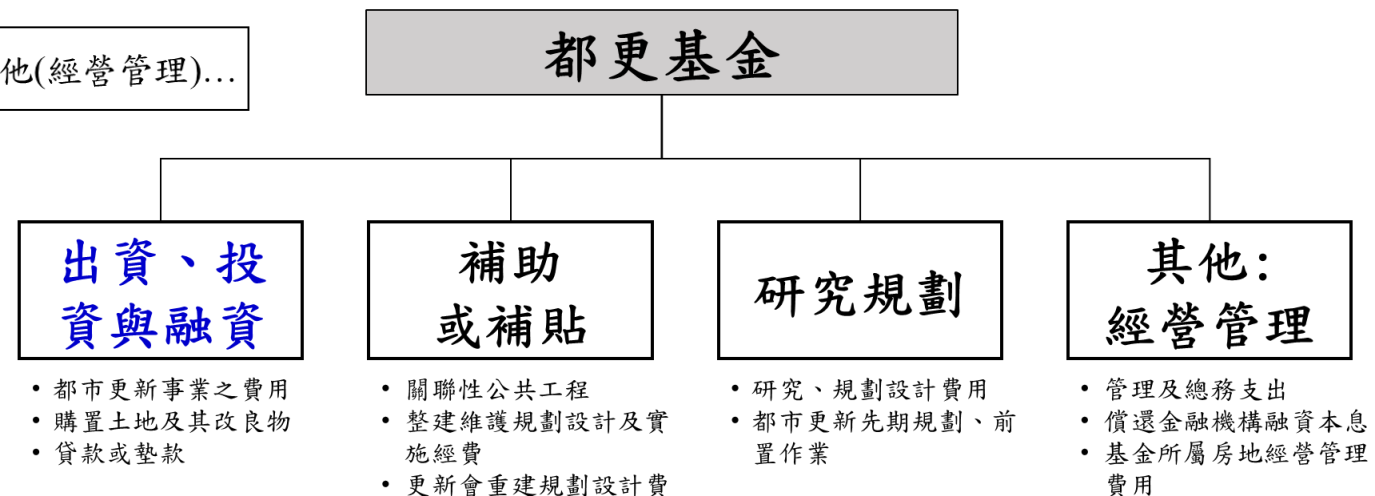 他(經營管理)…
都更基金
出資、投
資與融資
• 都市更新事業之費用
• 購置土地及其改良物
• 貸款或墊款
補助
或補貼
• 關聯性公共工程
• 整建維護規劃設計及實
施經費
• 更新會重建規劃設計費
研究規劃
• 研究、規劃設計費用
• 都市更新先期規劃、前
置作業
其他:
經營管理
• 管理及總務支出
• 償還金融機構融資本息
• 基金所屬房地經營管理
費用